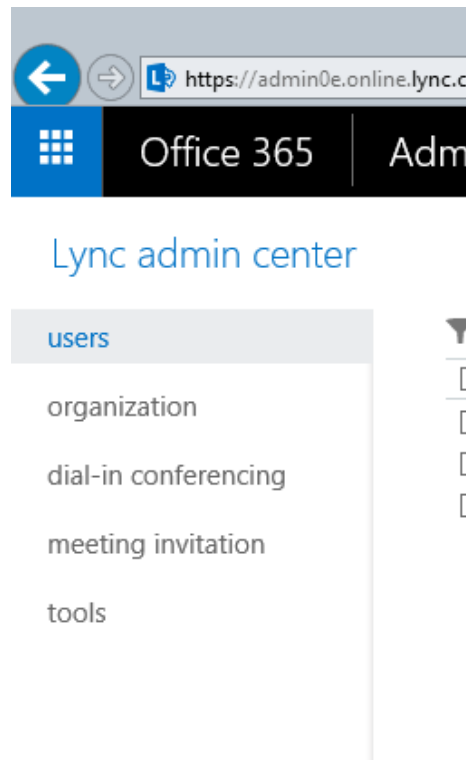 https://admin0e.online.lync.c
Office 365 Adm
Lync admin center
users
organization
dial-in conferencing
meeting invitation
tools